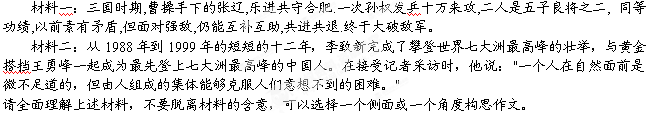 材料一：三国时期,曹操手下的张辽,乐进共守合肥.一次孙权发兵十万来攻,二人是五子良将之二, 同等
功绩,以前素有矛盾,但面对强敌,仍能互补互助,共进共退.终于大破敌军.
材料二：从 1988 年到 1999 年的短短的十二年，李致新完成了攀登世界七大洲最高峰的壮举，与黄金
搭挡王勇峰一起成为最先登上七大洲最高峰的中国人。在接受记者采访时，他说："一个人在自然面前是
微不足道的，但由人组成的集体能够克服人们意想不到的困难。"
请全面理解上述材料，不要脱离材料的含意，可以选择一个侧面或一个角度构思作文。